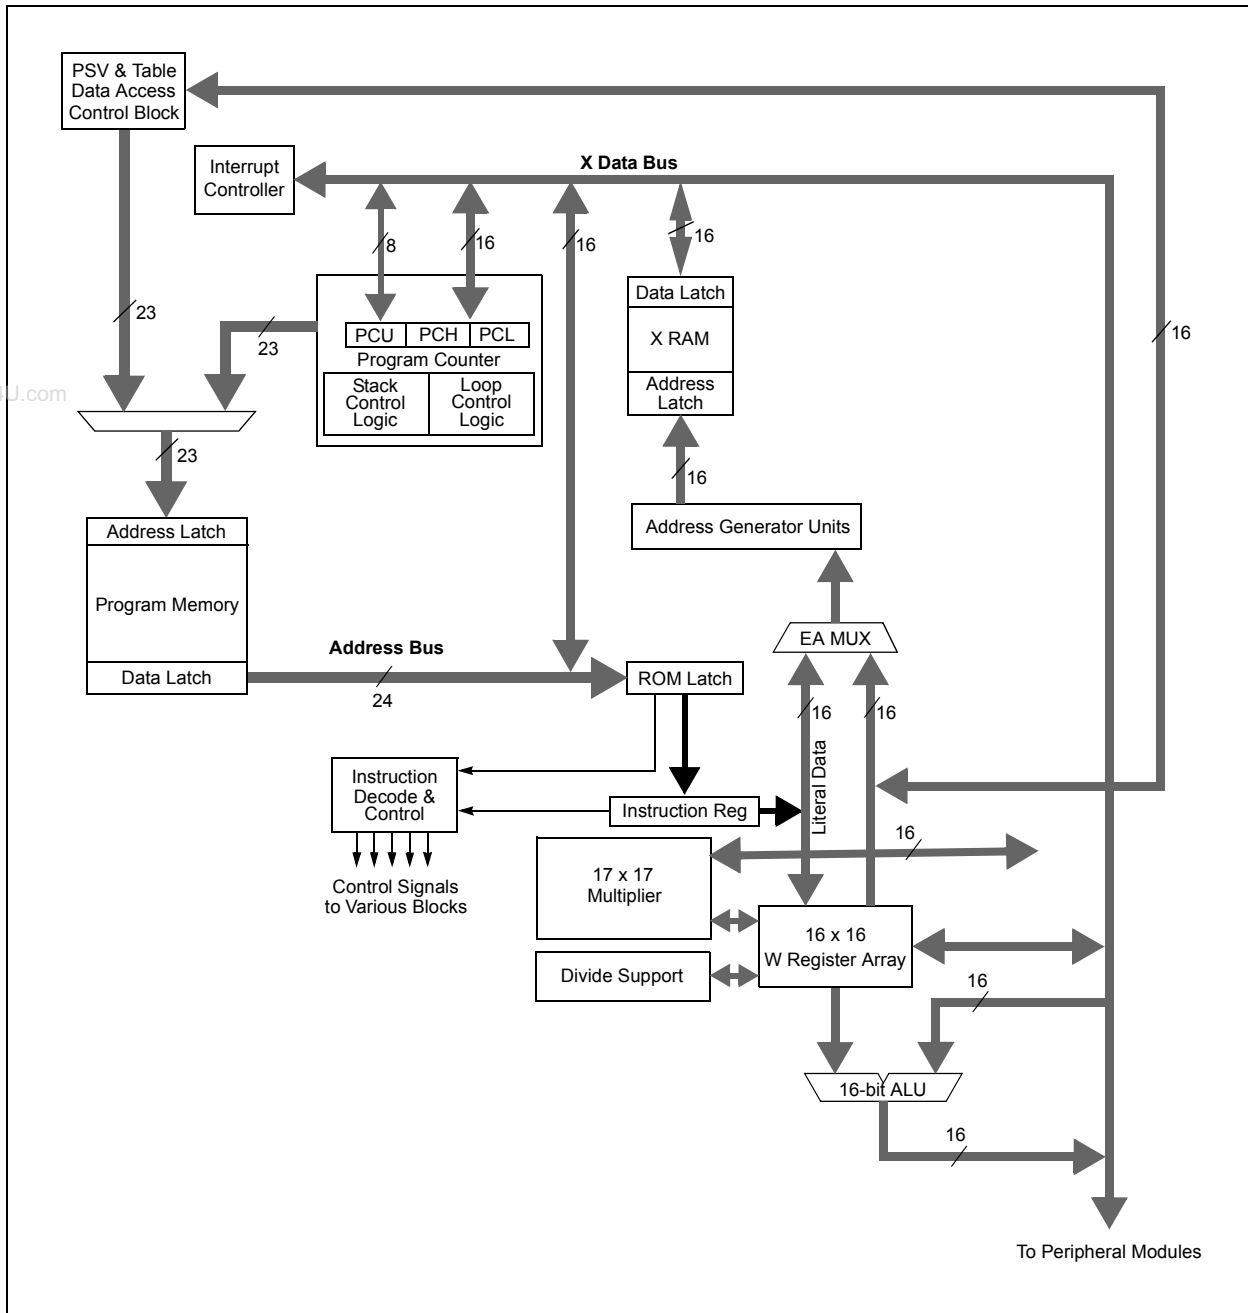 PSV & Table
Data Access
Control Block
Interrupt
Controller
X Data Bus
8
16
16
16
23
23
16
PCU
PCH
PCL
Program Counter
Stack
Control
Logic
Loop
Control
Logic
Data Latch
X RAM
Address
Latch
4U.com
23
16
Address Latch
Program Memory
Data Latch
Address Generator Units
EA MUX
Address Bus
24
ROM Latch
16
16
Literal Data
Instruction
Decode &
Control
Instruction Reg
Control Signals
to Various Blocks
17 x 17
Multiplier
16
16 x 16
W Register Array
Divide Support
16
16-bit ALU
16
To Peripheral Modules